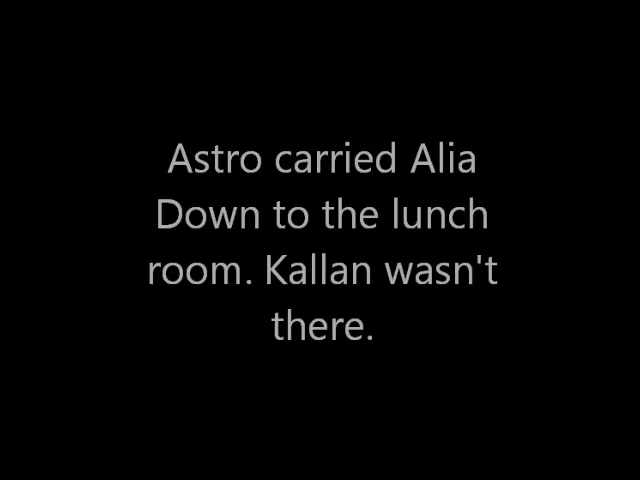 Astro carried Alia
Down to the lunch
room. Kallan wasn't
there.